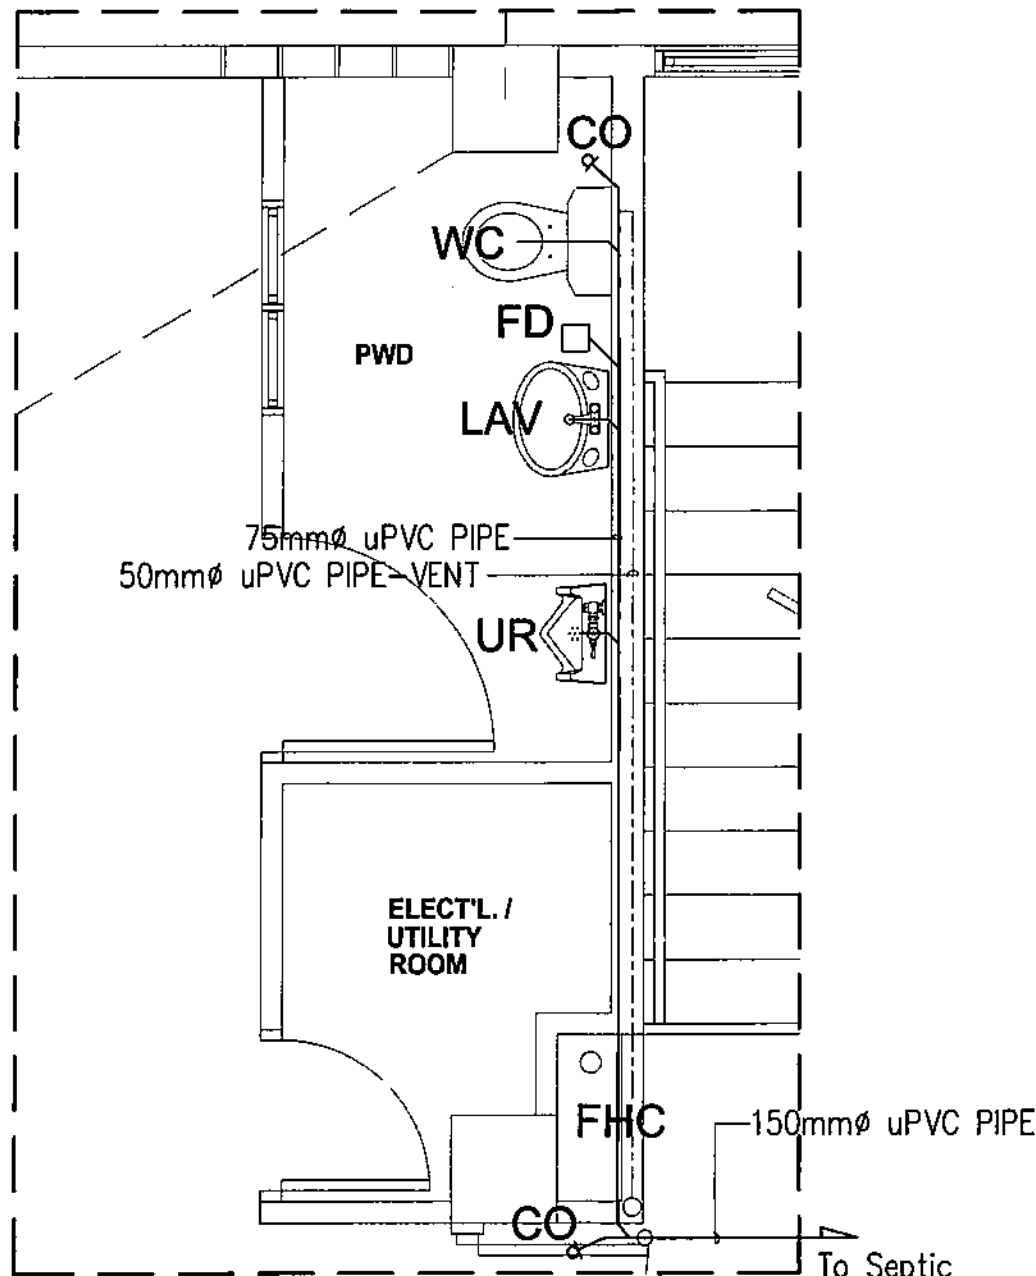 CO
WC
FD
PWD
LAV
75mmø uPVC PIPE
50mmø uPVC PIPE-VENT
UR
ELECT'L. /
UTILITY
ROOM
FHC
150mmø uPVC PIPE
CO
To Septic